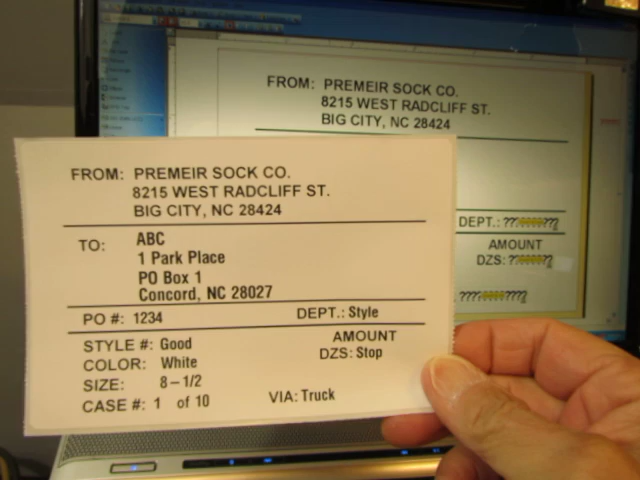 FROM: PREMEIR SOCK CO.
8215 WEST RADCLIFF ST.
BIG CITY, NC 28424
DEPT.:
AMOUNT
DZS:
FROM: PREMEIR SOCK CO.
8215 WEST RADCLIFF ST.
BIG CITY, NC 28424
TO: ABC
1 Park Place
PO Box 1
Concord, NC 28027
PO #: 1234 DEPT.: Style
STYLE #: Good AMOUNT
COLOR: White DZS: Stop
SIZE: 8-1/2
CASE #: 1 of 10 VIA: Truck